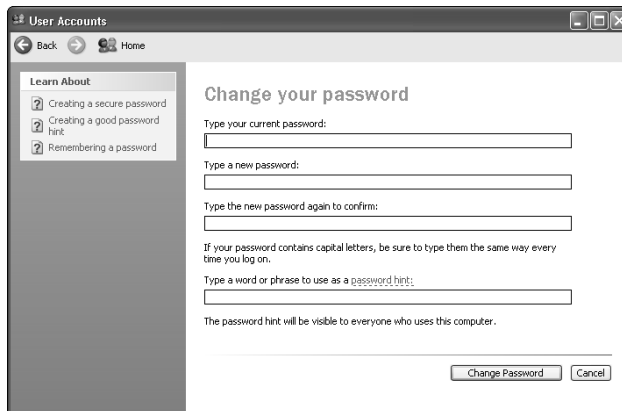 User Accounts
Back Home
Learn About
Creating a secure password
Creating a good password
hint
Remembering a password
Change your password
Type your current password:
Type a new password:
Type the new password again to confirm:
If your password contains capital letters, be sure to type them the same way every
time you log on.
Type a word or phrase to use as a password hint:
The password hint will be visible to everyone who uses this computer.
Change Password Cancel